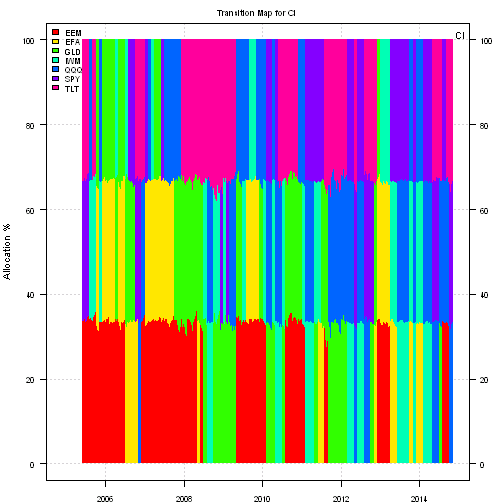 Transition Map for CI
CI
EEM
EFA
GLD
IWM
QQQ
SPY
TLT
100
80
60
40
20
0
100
80
60
40
20
0
Allocation %
2006
2008
2010
2012
2014